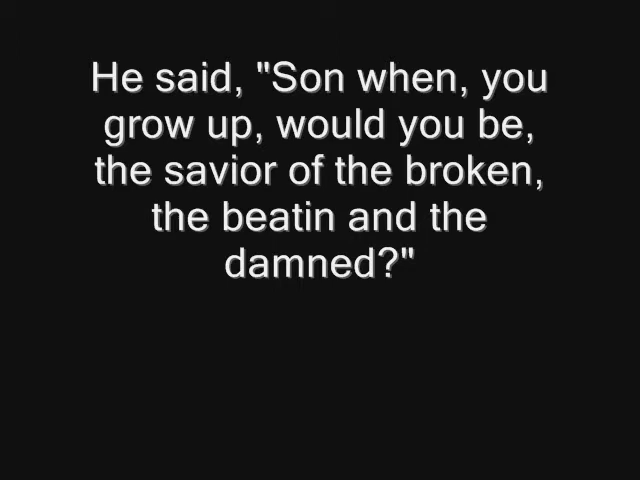 He said, "Son when, you
grow up, would you be,
the savior of the broken,
the beatin and the
damned?"